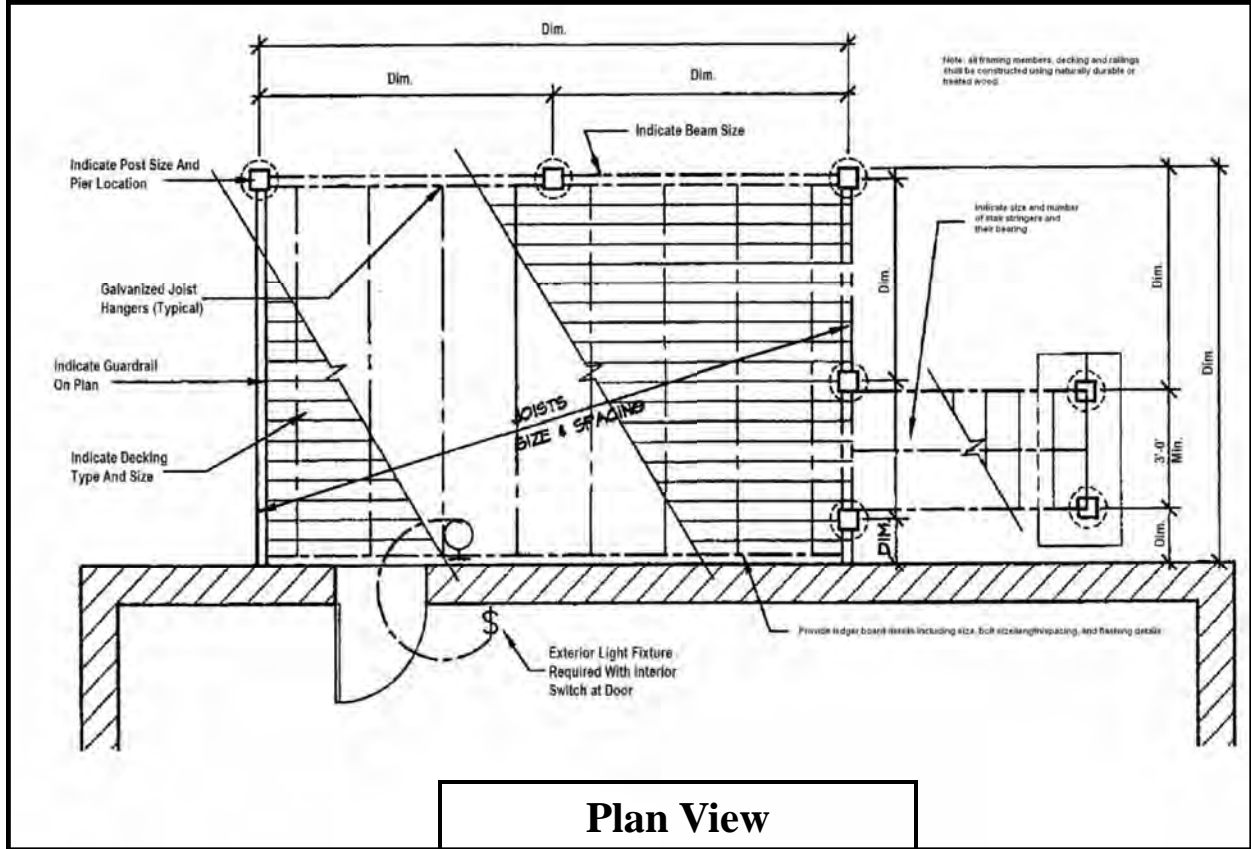 Dim.
Dim.
Dim.
Note: all framing members, decking and railings
shall be constructed using naturally durable or
treated wood.
Indicate Beam Size
Indicate Post Size And
Pier Location
Indicate size and number
of stair stringers and
their bearing
Galvanized Joist
Hangers (Typical)
Dim.
Dim.
Dim.
Indicate Guardrail
On Plan
JOISTS
SIZE & SPACING
Indicate Decking
Type And Size
3'-0'
Min.
DIM.
Dim.
$
Provide ledger board details including size, bolt size/length/spacing, and flashing details
Exterior Light Fixture
Required With Interior
Switch at Door
Plan View